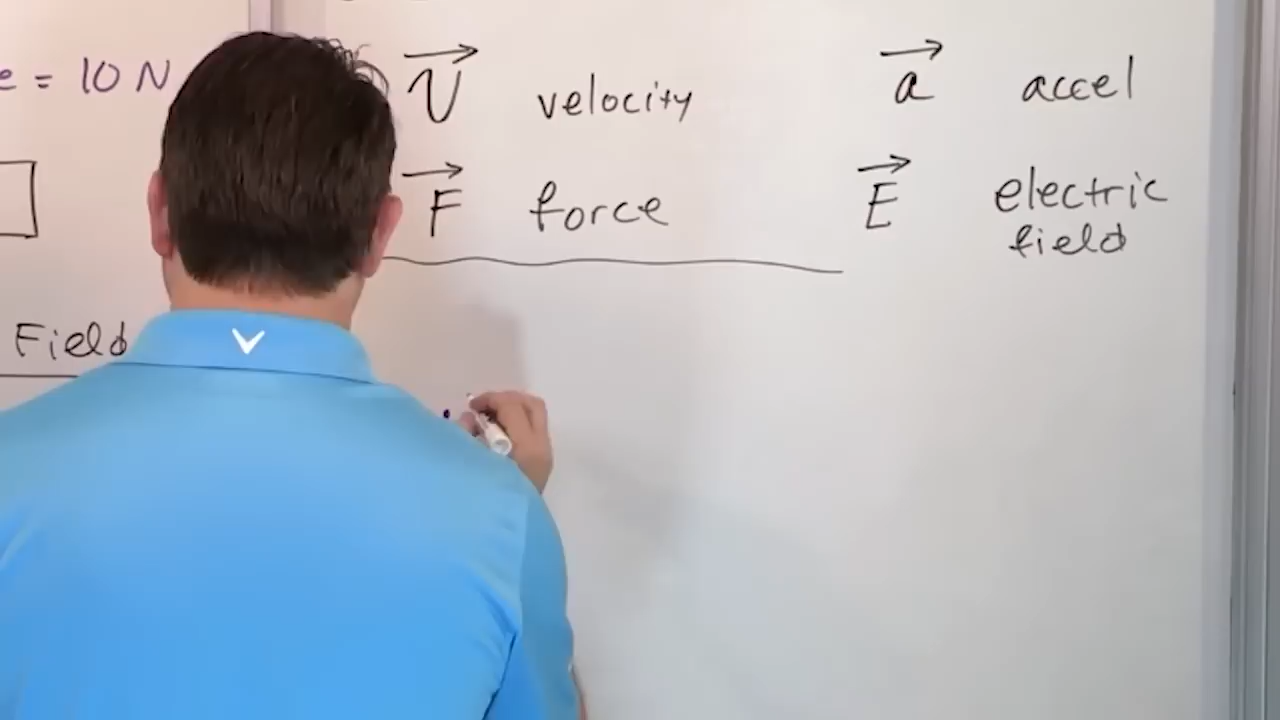 = 10 N
V velocity
a accel
F force
E electric
field
Field